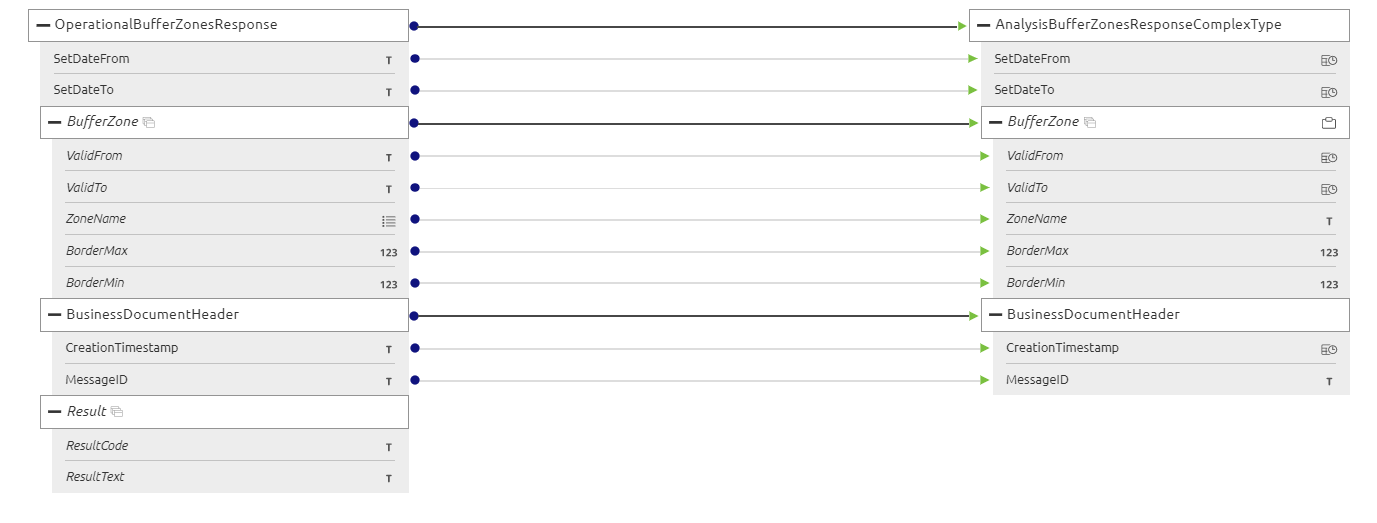 OperationalBufferZonesResponse
SetDateFrom T
SetDateTo T
BufferZone
ValidFrom T
ValidTo T
ZoneName
BorderMax 123
BorderMin 123
BusinessDocumentHeader
CreationTimestamp T
MessageID T
Result
ResultCode T
ResultText T
AnalysisBufferZonesResponseComplexType
SetDateFrom
SetDateTo
BufferZone
ValidFrom
ValidTo
ZoneName T
BorderMax 123
BorderMin 123
BusinessDocumentHeader
CreationTimestamp
MessageID T